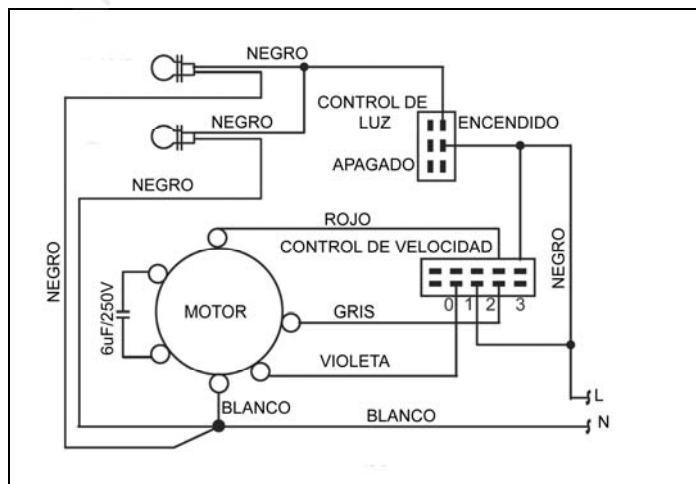 NEGRO
CONTROL DE
LUZ
ENCENDIDO
NEGRO
APAGADO
NEGRO
ROJO
CONTROL DE VELOCIDAD
NEGRO
NEGRO
6uF/250V
MOTOR
0 1 2 3
GRIS
VIOLETA
L
BLANCO
BLANCO
N